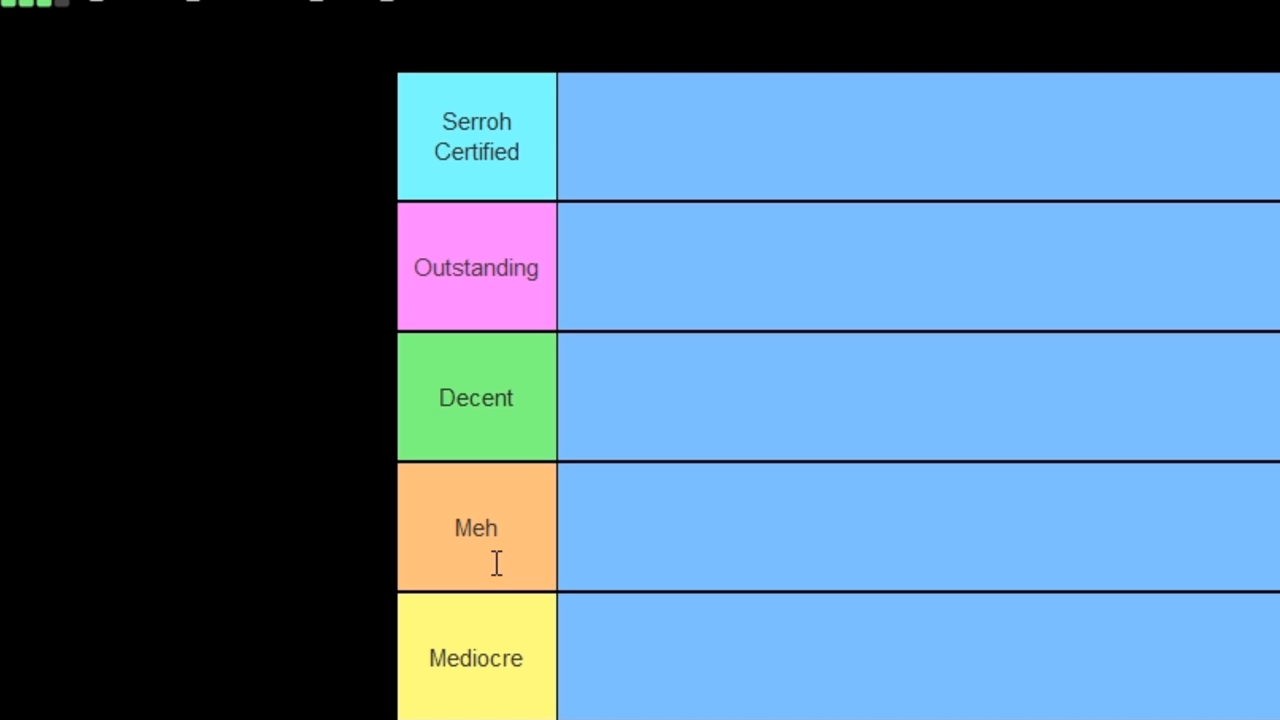 Serroh
Certified
Outstanding
Decent
Meh
Mediocre